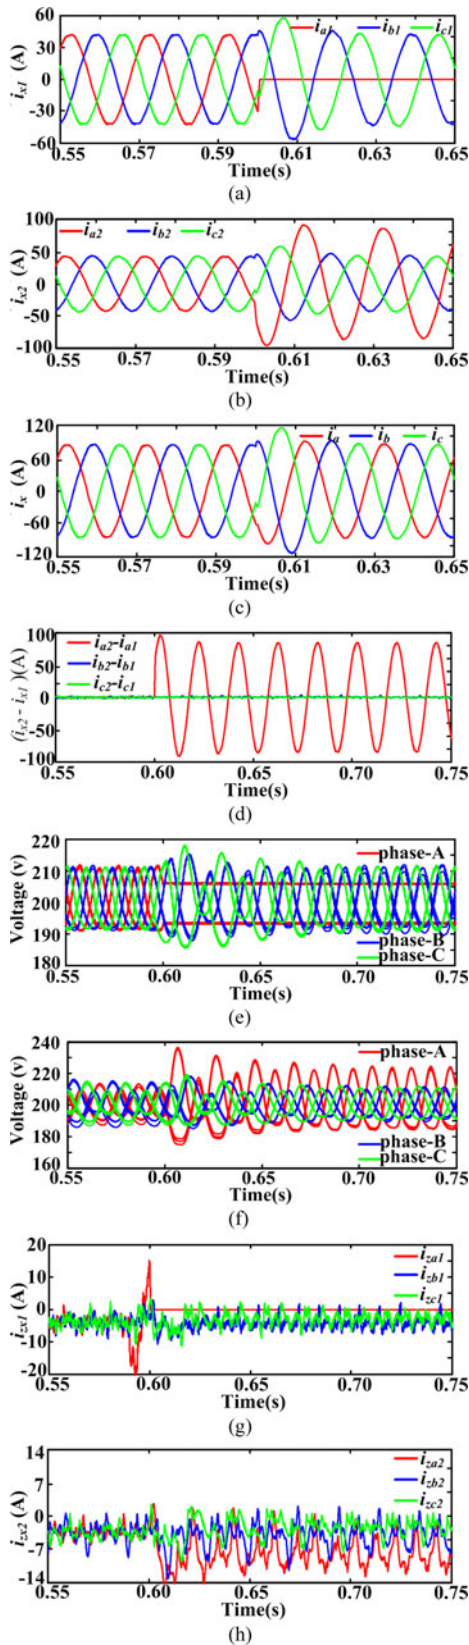 60
30
0
-30
-60
i_x1 (A)
i_a1 i_b1 i_c1
0.55 0.57 0.59 0.61 0.63 0.65
Time(s)
(a)
100
50
0
-50
-100
i_x2 (A)
i_a2 i_b2 i_c2
0.55 0.57 0.59 0.61 0.63 0.65
Time(s)
(b)
120
60
0
-60
-120
i_x (A)
i_a i_b i_c
0.55 0.57 0.59 0.61 0.63 0.65
Time(s)
(c)
100
50
0
-50
-100
(i_x2 - i_x1)(A)
i_a2-i_a1
i_b2-i_b1
i_c2-i_c1
0.55 0.60 0.65 0.70 0.75
Time(s)
(d)
220
210
200
190
180
Voltage (v)
phase-A
phase-B
phase-C
0.55 0.60 0.65 0.70 0.75
Time(s)
(e)
240
220
200
180
160
Voltage (v)
phase-A
phase-B
phase-C
0.55 0.60 0.65 0.70 0.75
Time(s)
(f)
20
10
0
-10
-20
i_zx1 (A)
i_za1
i_zb1
i_zc1
0.55 0.60 0.65 0.70 0.75
Time(s)
(g)
14
7
0
-7
-14
i_zx2 (A)
i_za2
i_zb2
i_zc2
0.55 0.60 0.65 0.70 0.75
Time(s)
(h)